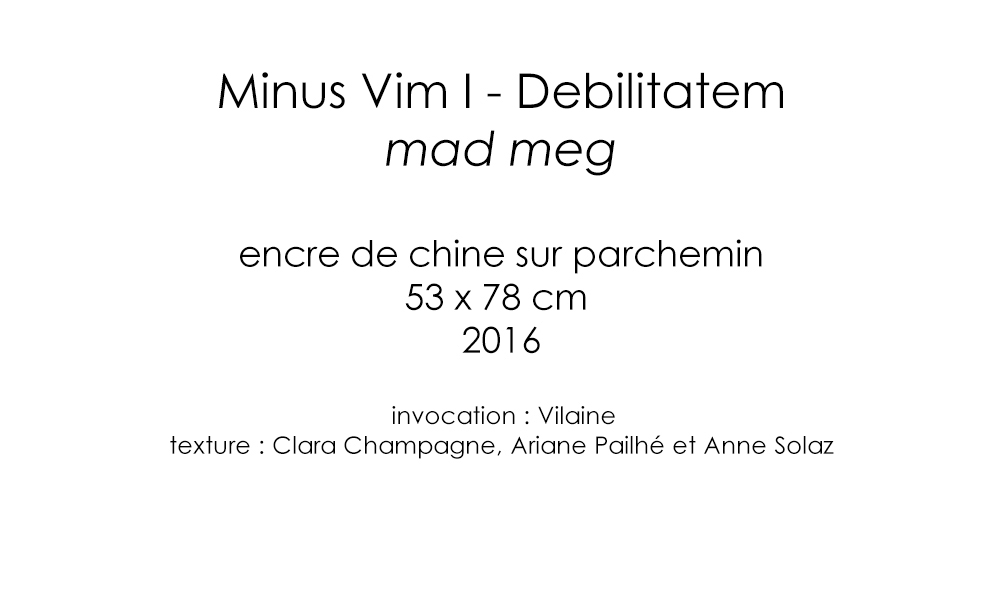 Minus Vim I - Debilitatem
mad meg
encre de chine sur parchemin
53 x 78 cm
2016
invocation : Vilaine
texture : Clara Champagne, Ariane Pailhé et Anne Solaz